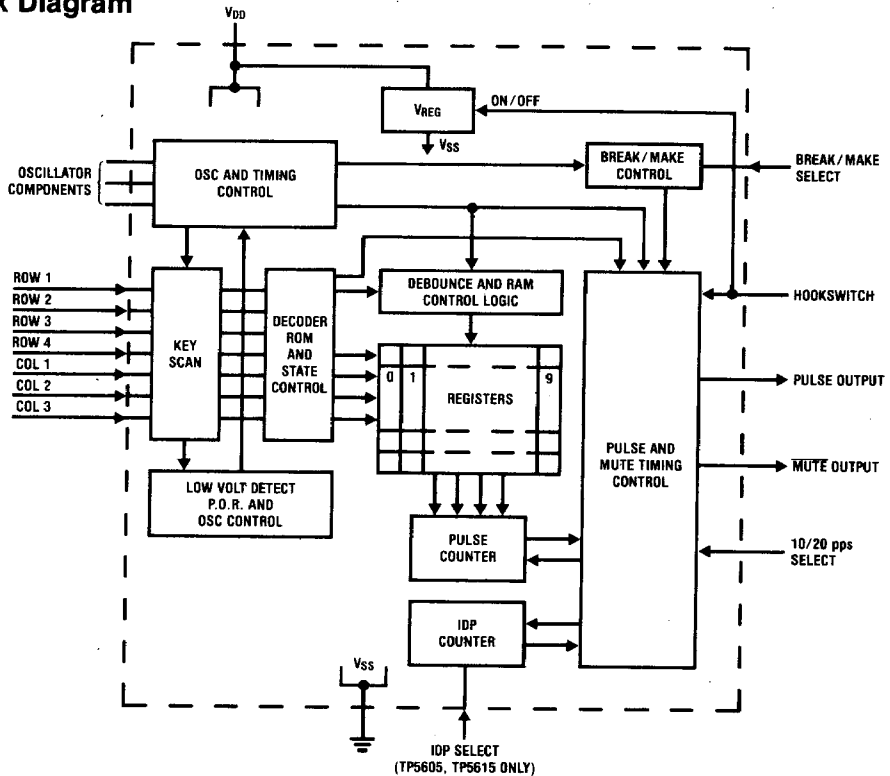 k Diagram
VDD
VREG
ON/OFF
VSS
OSCILLATOR
COMPONENTS
OSC AND TIMING
CONTROL
BREAK/MAKE
CONTROL
BREAK/MAKE
SELECT
ROW 1
ROW 2
ROW 3
ROW 4
COL 1
COL 2
COL 3
KEY
SCAN
DECODER
ROM
AND
STATE
CONTROL
DEBOUNCE AND RAM
CONTROL LOGIC
HOOKSWITCH
0
1
REGISTERS
9
PULSE AND
MUTE TIMING
CONTROL
PULSE OUTPUT
MUTE OUTPUT
LOW VOLT DETECT
P.O.R. AND
OSC CONTROL
PULSE
COUNTER
10/20 pps
SELECT
IDP
COUNTER
VSS
IDP SELECT
(TP5605, TP5615 ONLY)